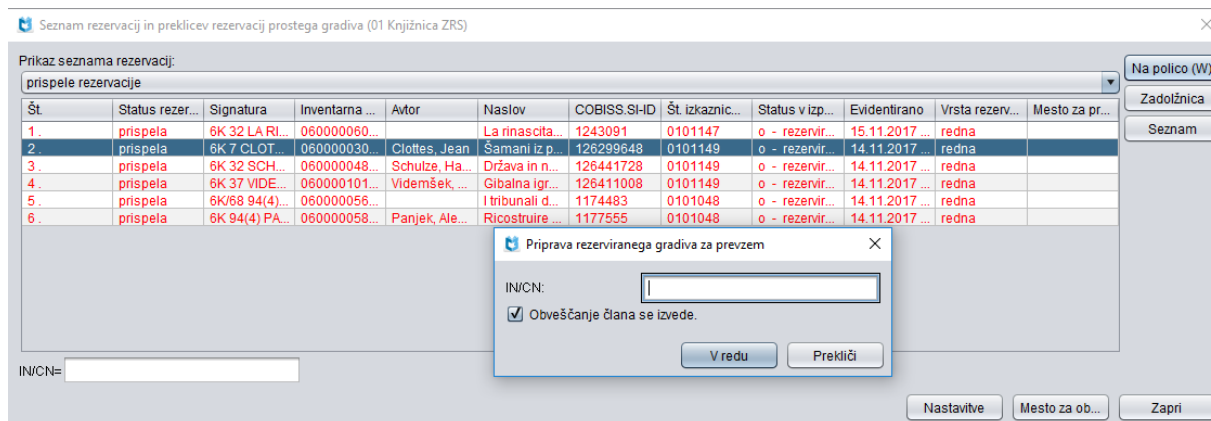 Seznam rezervacij in preklicev rezervacij prostega gradiva (01 Knjižnica ZRS)
Prikaz seznama rezervacij:
prispele rezervacije
Na polico (W)
Zadolžnica
Seznam
Št. Status rezer... Signatura Inventarna ... Avtor Naslov COBISS.SI-ID Št. izkaznic... Status v izp... Evidentirano Vrsta rezerv... Mesto za pr...
1 . prispela 6K 32 LA RI... 060000060... La rinascita... 1243091 0101147 o - rezervir... 15.11.2017 ... redna
2 . prispela 6K 7 CLOT... 060000030... Clottes, Jean Šamani iz p... 126299648 0101149 o - rezervir... 14.11.2017 ... redna
3 . prispela 6K 32 SCH... 060000048... Schulze, Ha... Država in n... 126441728 0101149 o - rezervir... 14.11.2017 ... redna
4 . prispela 6K 37 VIDE... 060000101... Videmšek, ... Gibalna igr... 126411008 0101149 o - rezervir... 14.11.2017 ... redna
5 . prispela 6K/68 94(4)... 060000056... I tribunali d... 1174483 0101048 o - rezervir... 14.11.2017 ... redna
6 . prispela 6K 94(4) PA... 060000058... Panjek, Ale... Ricostruire ... 1177555 0101048 o - rezervir... 14.11.2017 ... redna
Priprava rezerviranega gradiva za prevzem
IN/CN:
Obveščanje člana se izvede.
V redu Prekliči
IN/CN=
Nastavitve Mesto za ob... Zapri